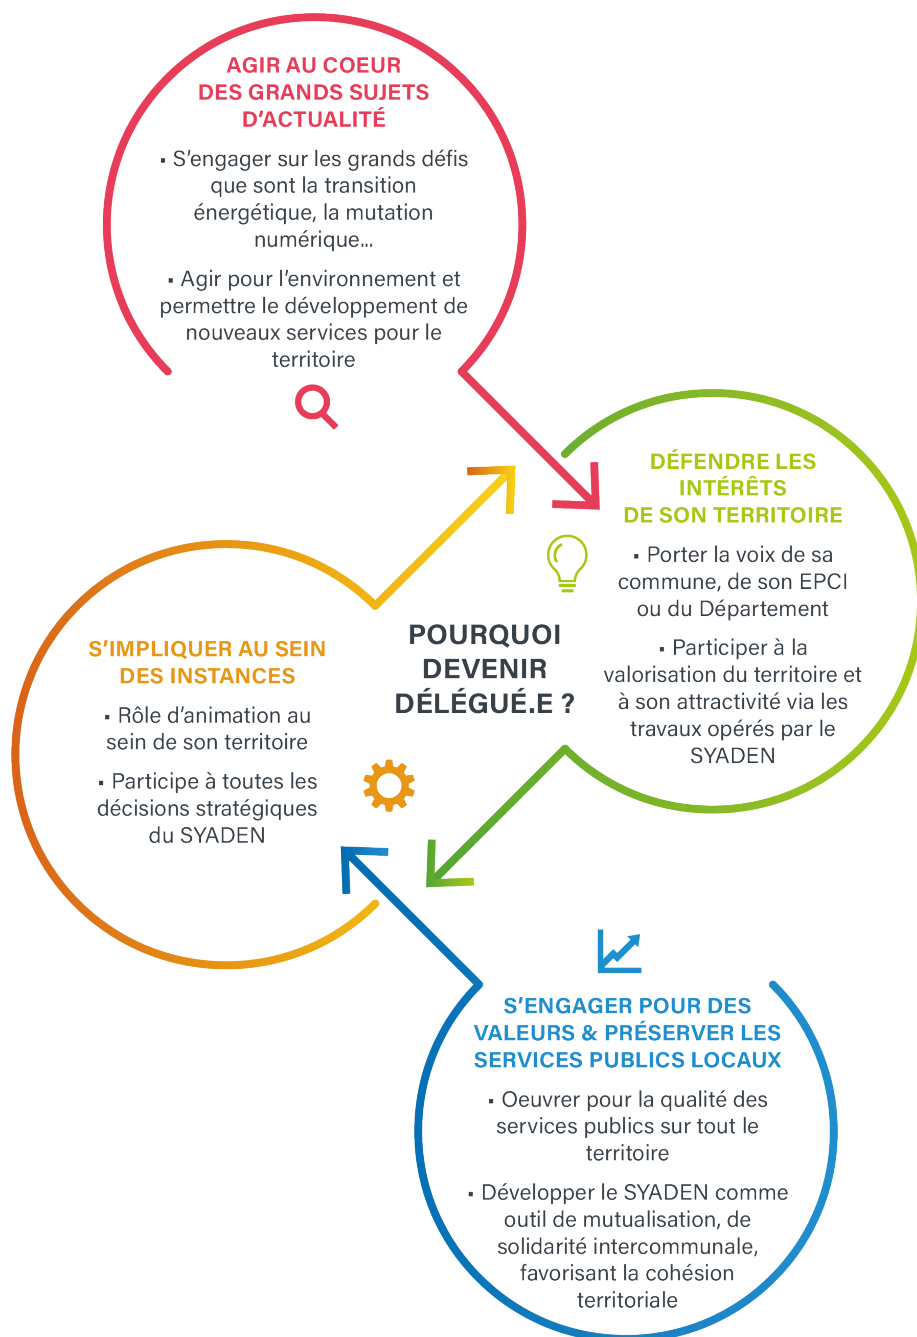 AGIR AU COEUR
DES GRANDS SUJETS
D'ACTUALITÉ
▪ S'engager sur les grands défis
que sont la transition
énergétique, la mutation
numérique...
▪ Agir pour l'environnement et
permettre le développement de
nouveaux services pour le
territoire
DÉFENDRE LES
INTÉRÊTS
DE SON TERRITOIRE
▪ Porter la voix de sa
commune, de son EPCI
ou du Département
▪ Participer à la
valorisation du territoire et
à son attractivité via les
travaux opérés par le
SYADEN
POURQUOI
DEVENIR
DÉLÉGUÉ.E ?
S'IMPLIQUER AU SEIN
DES INSTANCES
▪ Rôle d'animation au
sein de son territoire
▪ Participe à toutes les
décisions stratégiques
du SYADEN
S'ENGAGER POUR DES
VALEURS & PRÉSERVER LES
SERVICES PUBLICS LOCAUX
▪ Oeuvrer pour la qualité des
services publics sur tout le
territoire
▪ Développer le SYADEN comme
outil de mutualisation, de
solidarité intercommunale,
favorisant la cohésion
territoriale